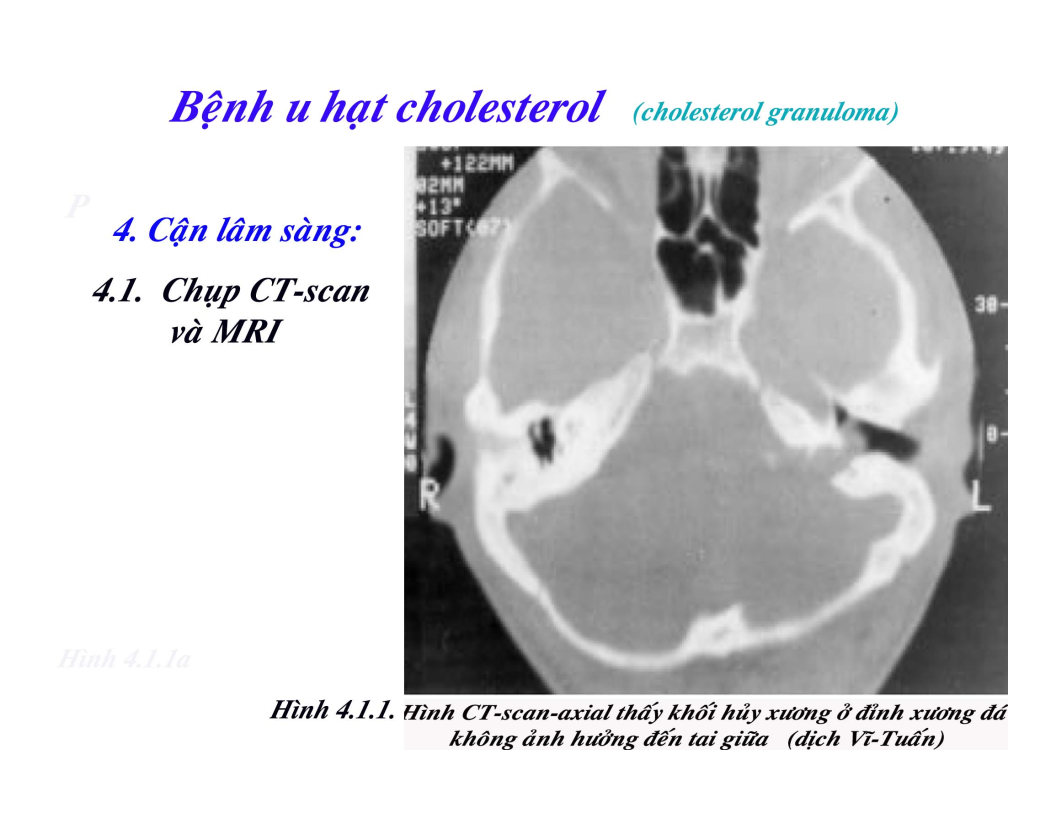 Bệnh u hạt cholesterol (cholesterol granuloma)
P
4. Cận lâm sàng:
4.1. Chụp CT-scan
và MRI
+122MM
02MM
+13°
SOFT(67)
30-
0-
R
L
Hình 4.1.1a
Hình 4.1.1. Hình CT-scan-axial thấy khối hủy xương ở đỉnh xương đá
không ảnh hưởng đến tai giữa (dịch Vĩ-Tuấn)